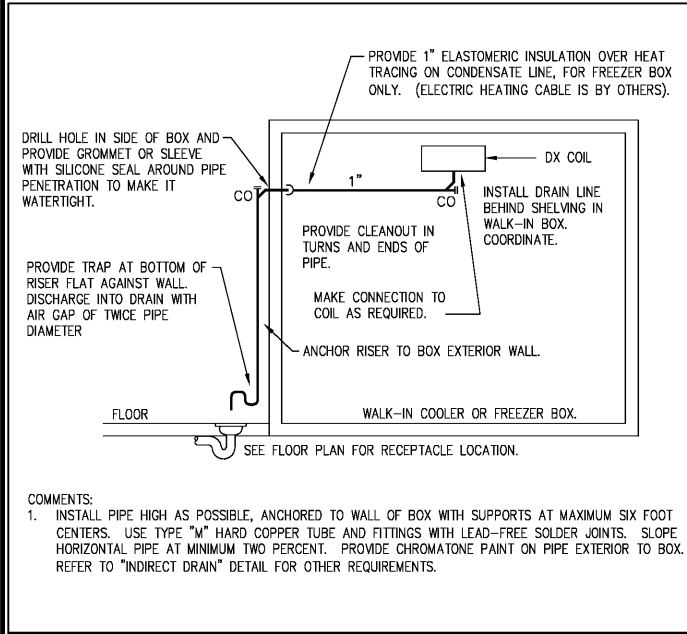 PROVIDE 1" ELASTOMERIC INSULATION OVER HEAT
TRACING ON CONDENSATE LINE, FOR FREEZER BOX
ONLY. (ELECTRIC HEATING CABLE IS BY OTHERS).
DRILL HOLE IN SIDE OF BOX AND
PROVIDE GROMMET OR SLEEVE
WITH SILICONE SEAL AROUND PIPE
PENETRATION TO MAKE IT
WATERTIGHT.
DX COIL
1"
CO
CO
INSTALL DRAIN LINE
BEHIND SHELVING IN
WALK-IN BOX.
COORDINATE.
PROVIDE CLEANOUT IN
TURNS AND ENDS OF
PIPE.
PROVIDE TRAP AT BOTTOM OF
RISER FLAT AGAINST WALL.
DISCHARGE INTO DRAIN WITH
AIR GAP OF TWICE PIPE
DIAMETER
MAKE CONNECTION TO
COIL AS REQUIRED.
ANCHOR RISER TO BOX EXTERIOR WALL.
FLOOR
WALK-IN COOLER OR FREEZER BOX.
SEE FLOOR PLAN FOR RECEPTACLE LOCATION.
COMMENTS:
1. INSTALL PIPE HIGH AS POSSIBLE, ANCHORED TO WALL OF BOX WITH SUPPORTS AT MAXIMUM SIX FOOT
CENTERS. USE TYPE "M" HARD COPPER TUBE AND FITTINGS WITH LEAD-FREE SOLDER JOINTS. SLOPE
HORIZONTAL PIPE AT MINIMUM TWO PERCENT. PROVIDE CHROMATONE PAINT ON PIPE EXTERIOR TO BOX.
REFER TO "INDIRECT DRAIN" DETAIL FOR OTHER REQUIREMENTS.